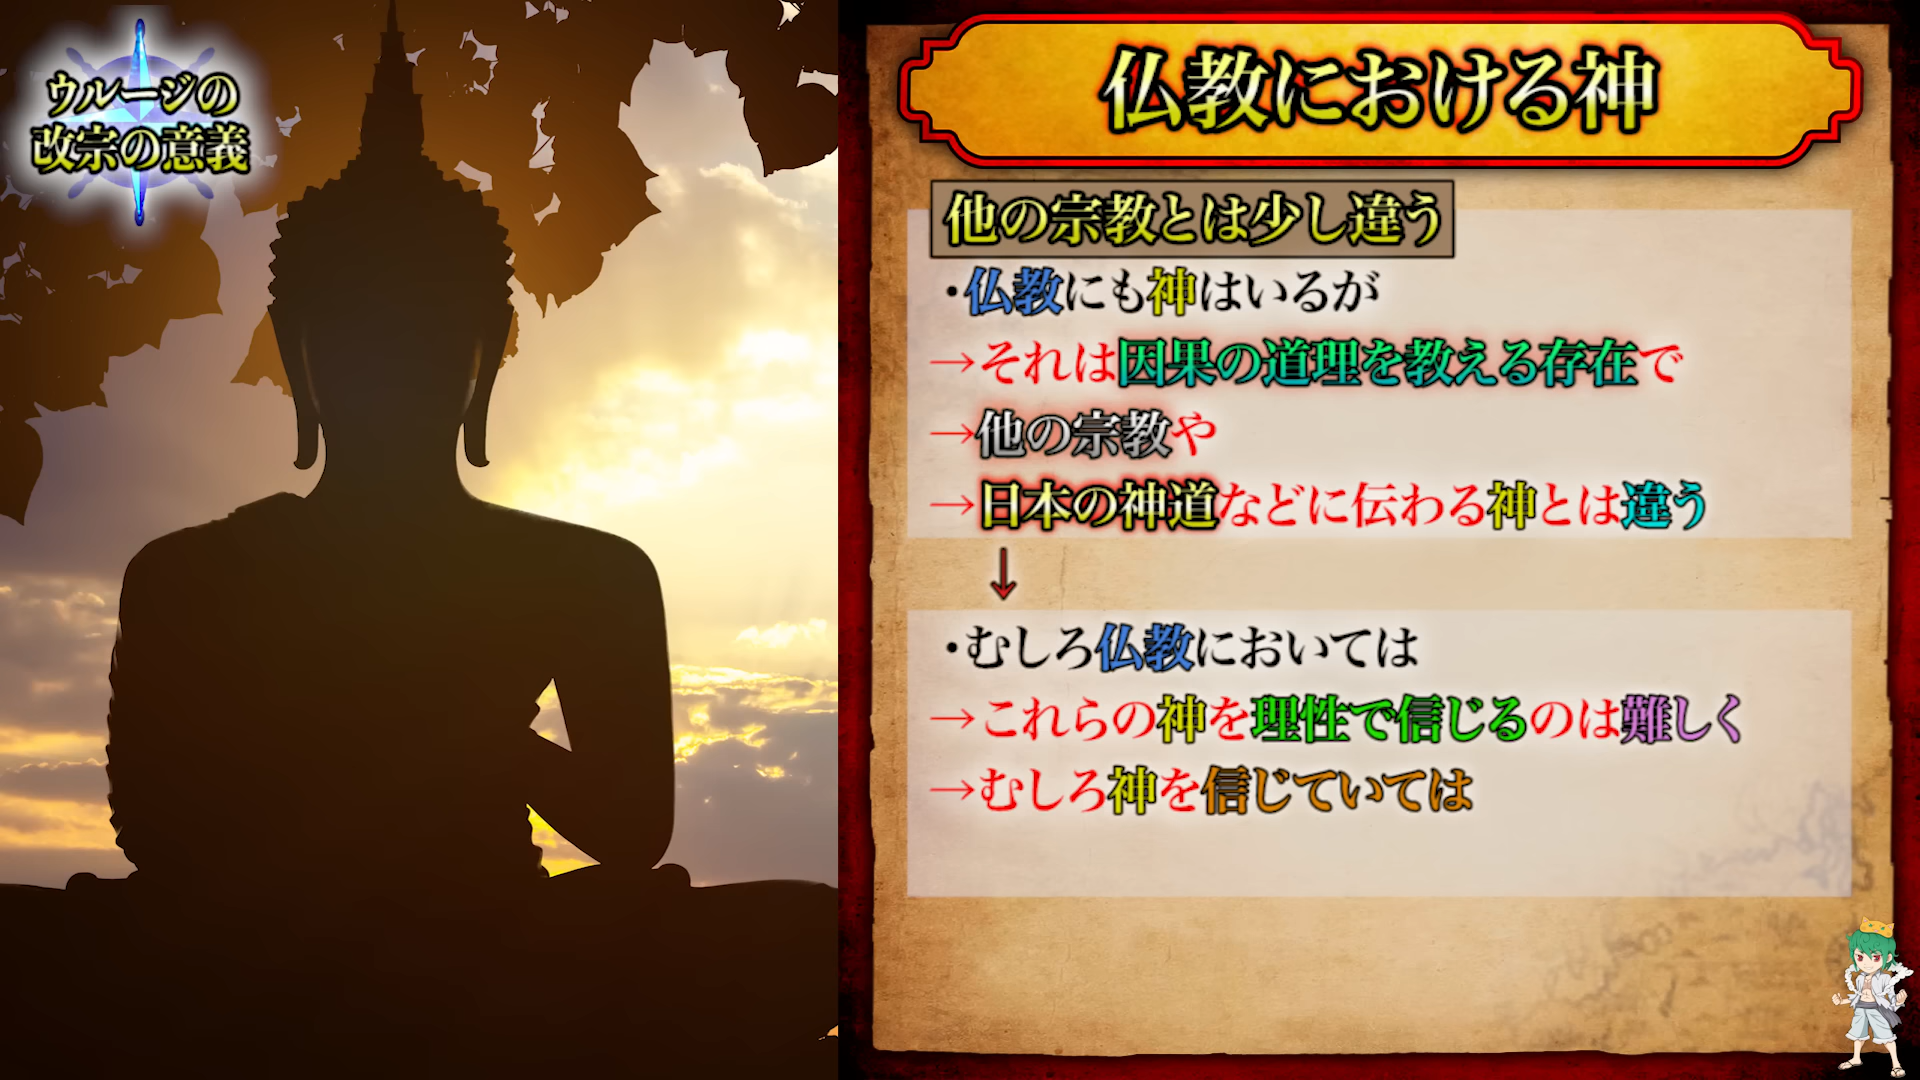 ウルージの
改宗の意義
仏教における神
他の宗教とは少し違う
・仏教にも神はいるが
→それは因果の道理を教える存在で
→他の宗教や
→日本の神道などに伝わる神とは違う
↓
・むしろ仏教においては
→これらの神を理性で信じるのは難しく
→むしろ神を信じていては